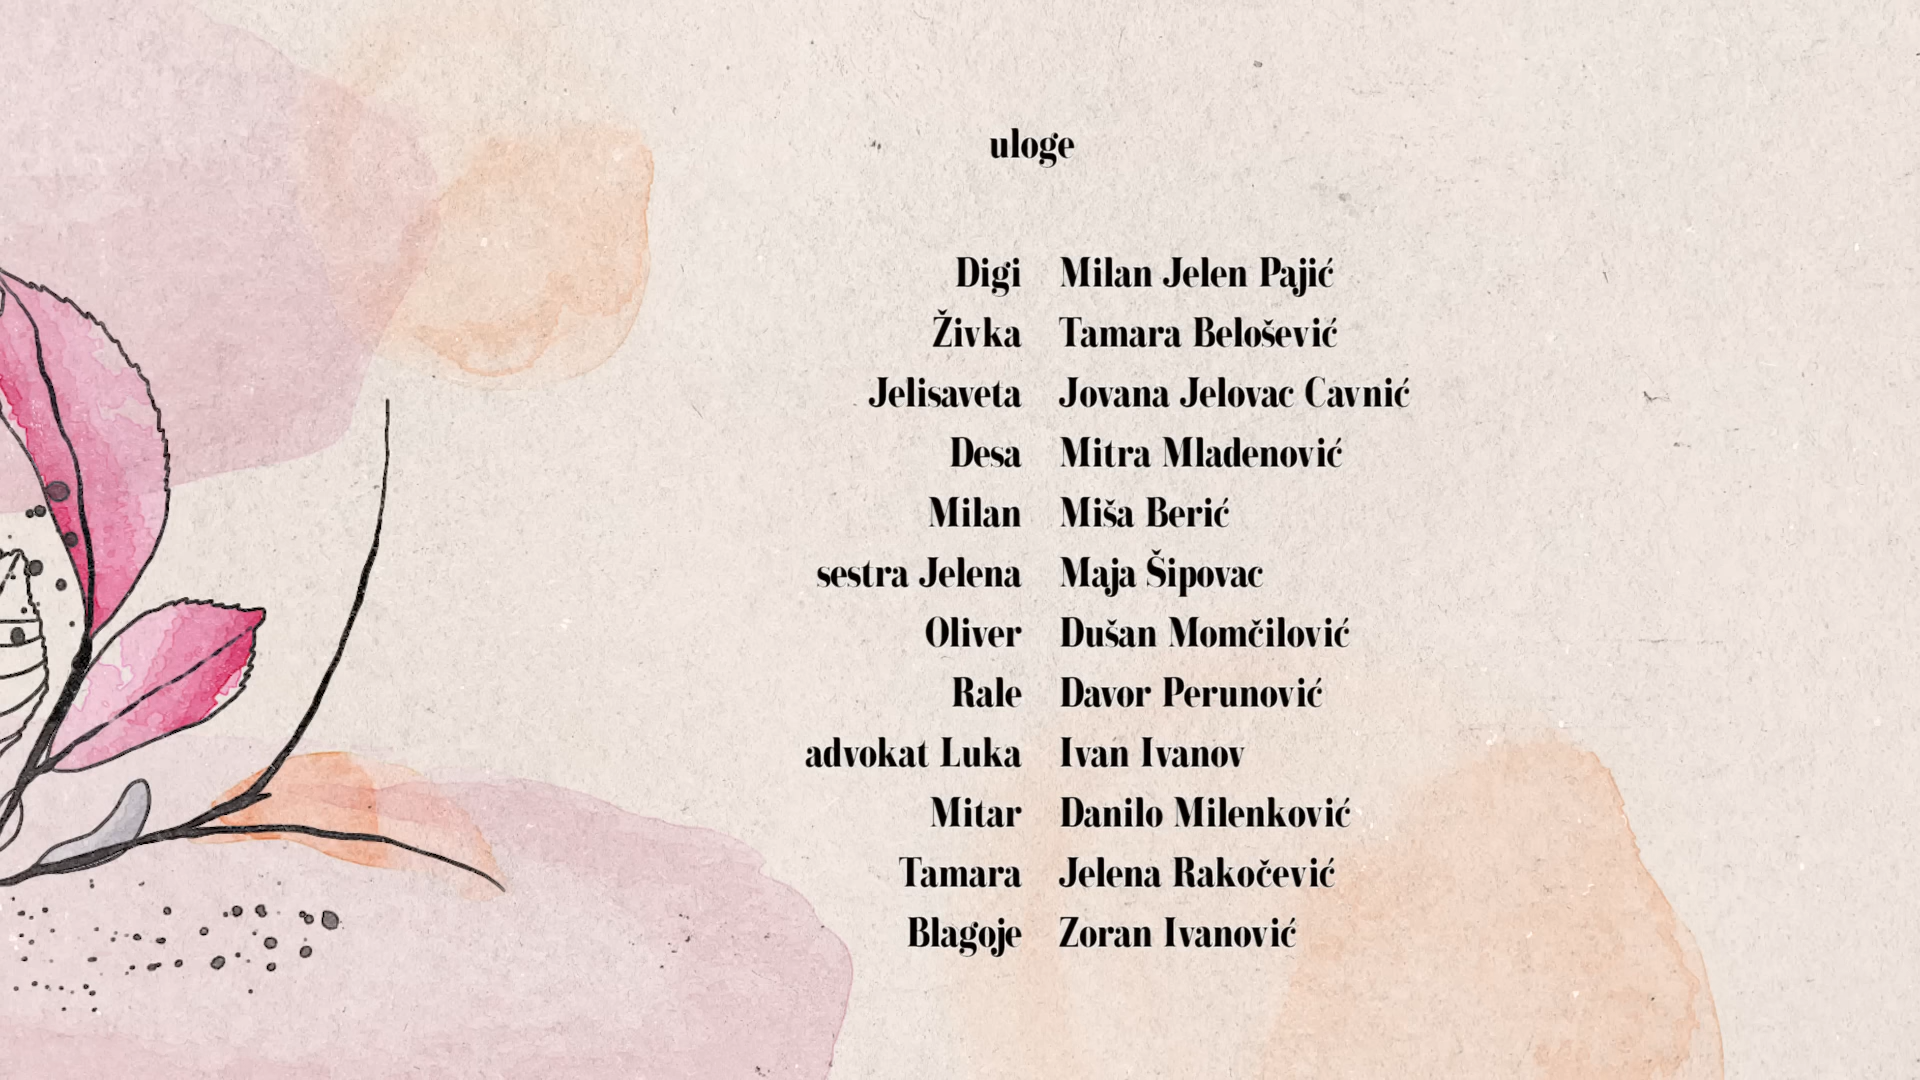 uloge
Digi Milan Jelen Pajić
Živka Tamara Belošević
Jelisaveta Jovana Jelovac Cavnić
Desa Mitra Mladenović
Milan Miša Berić
sestra Jelena Maja Šipovac
Oliver Dušan Momčilović
Rale Davor Perunović
advokat Luka Ivan Ivanov
Mitar Danilo Milenković
Tamara Jelena Rakočević
Blagoje Zoran Ivanović